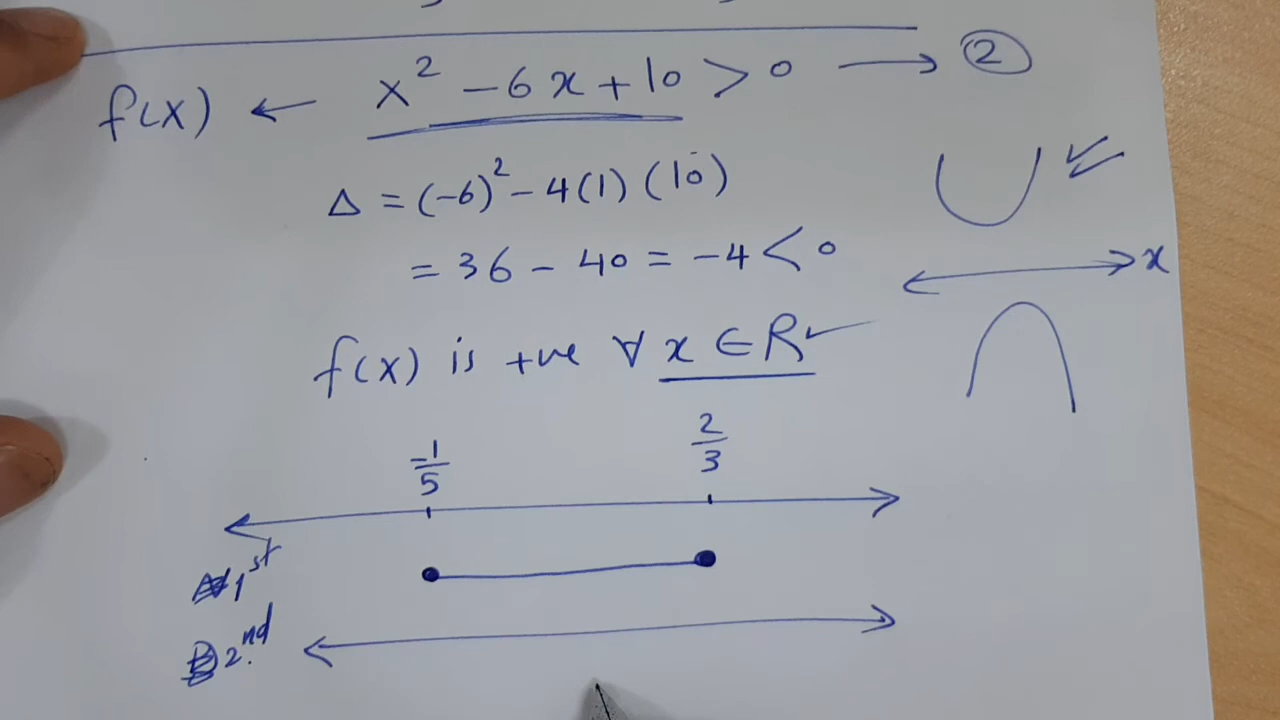 f(x) ← x² - 6x + 10 > 0 → ②
Δ = (-6)² - 4(1)(10)
= 36 - 40 = -4 < 0
x
f(x) is +ve ∀ x ∈ R ✓
-1/5 2/3
1st
2nd